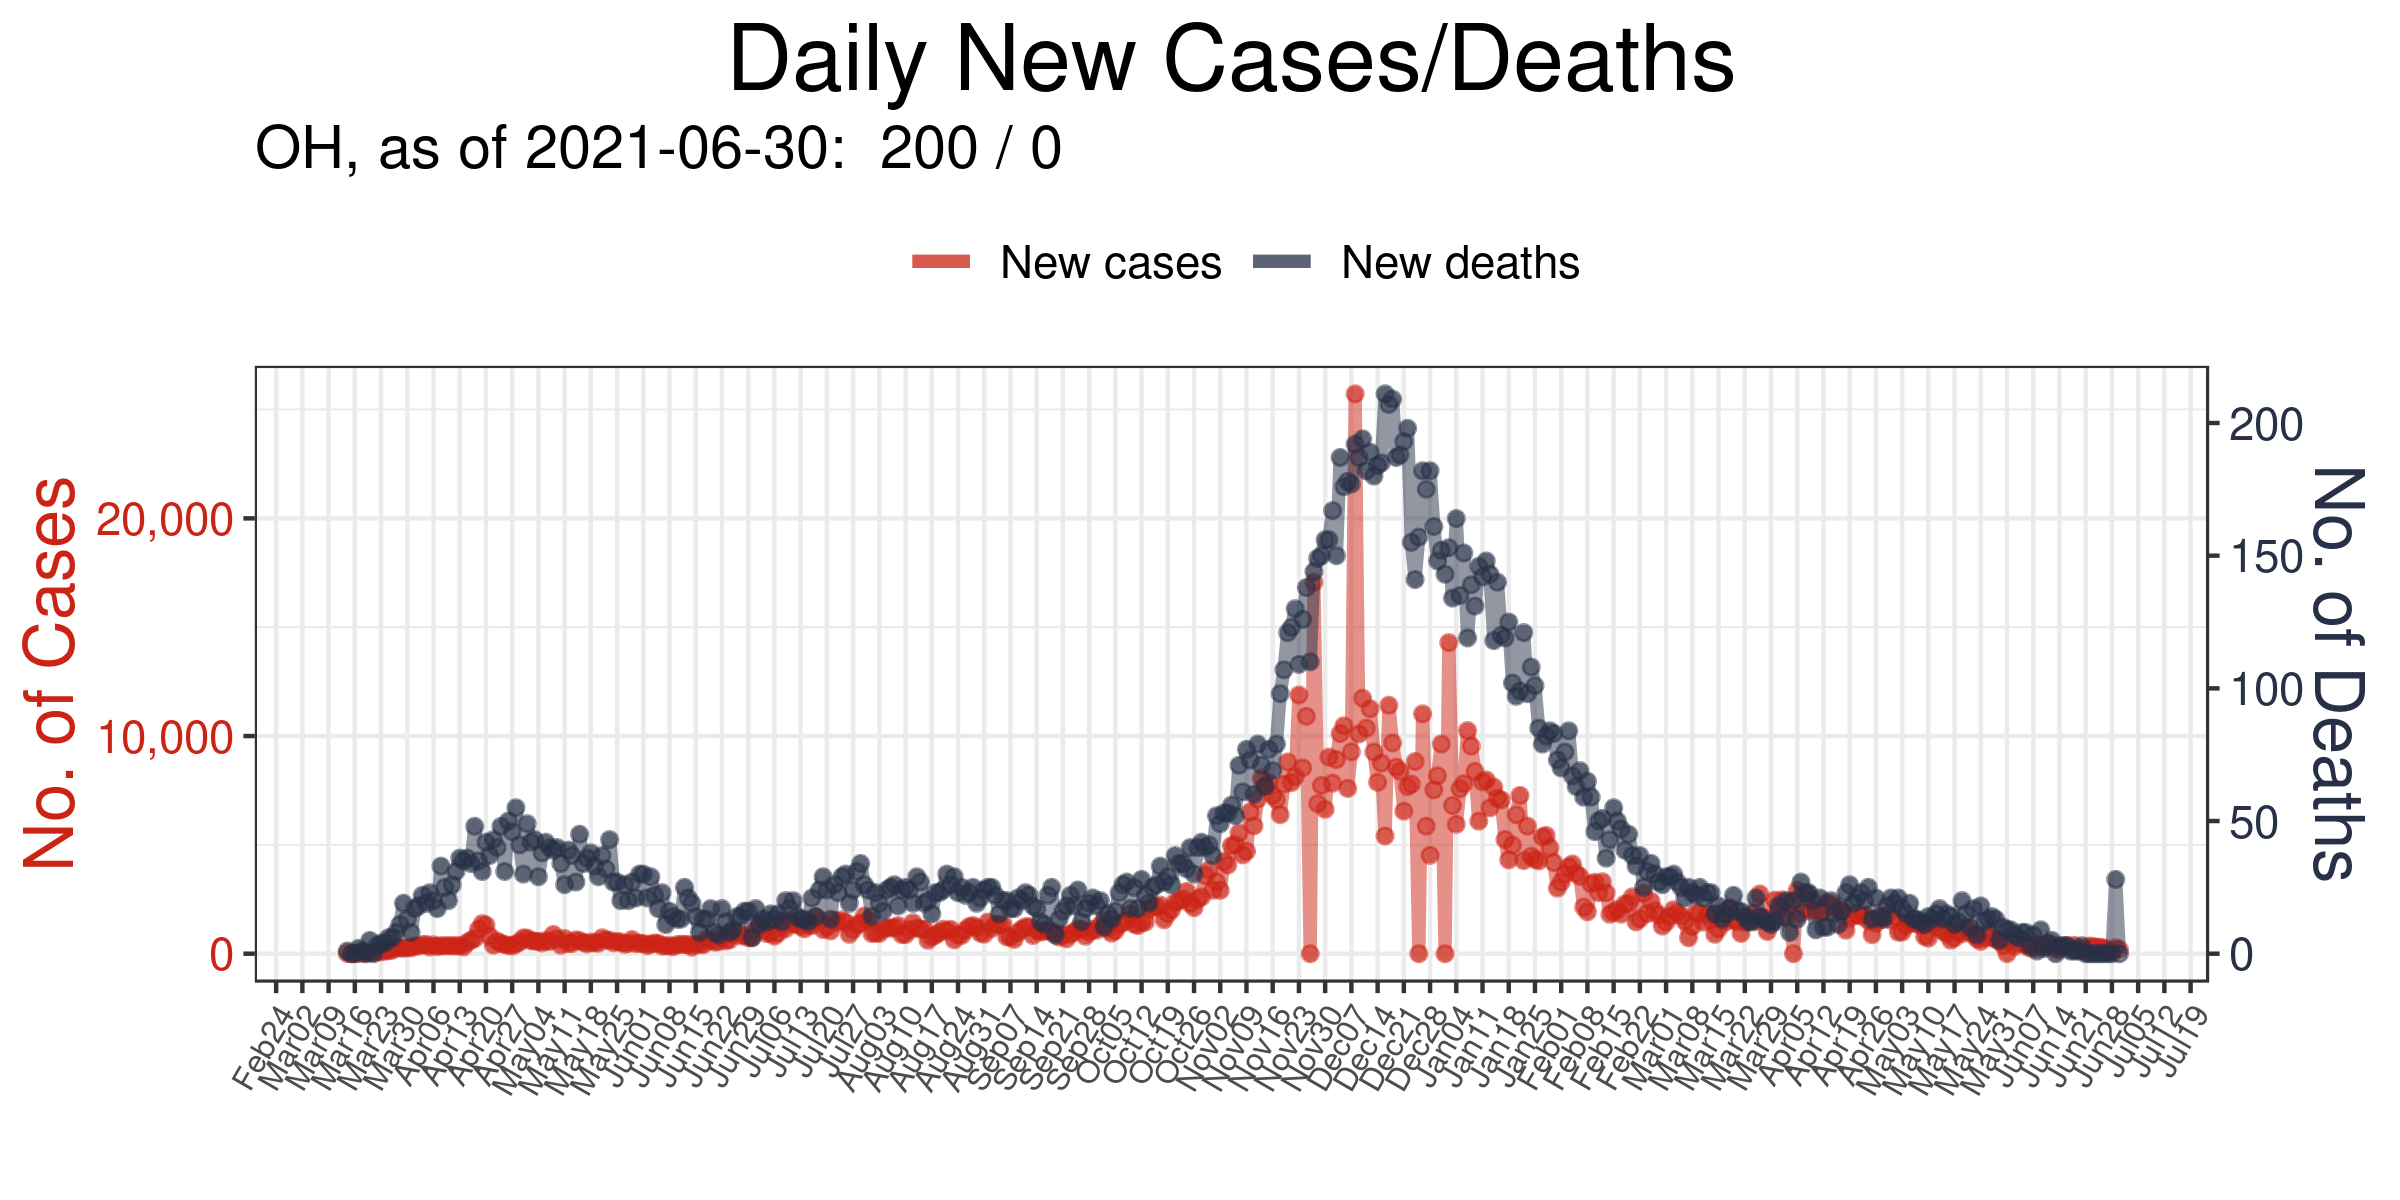 Daily New Cases/Deaths
OH, as of 2021-06-30:  200 / 0
New cases
New deaths
No. of Cases
20,000
10,000
0
200
150
100
50
0
No. of Deaths
Feb24
Mar02
Mar09
Mar16
Mar23
Mar30
Apr06
Apr13
Apr20
Apr27
May04
May11
May18
May25
Jun01
Jun08
Jun15
Jun22
Jun29
Jul06
Jul13
Jul20
Jul27
Aug03
Aug10
Aug17
Aug24
Aug31
Sep07
Sep14
Sep21
Sep28
Oct05
Oct12
Oct19
Oct26
Nov02
Nov09
Nov16
Nov23
Nov30
Dec07
Dec14
Dec21
Dec28
Jan04
Jan11
Jan18
Jan25
Feb01
Feb08
Feb15
Feb22
Mar01
Mar08
Mar15
Mar22
Mar29
Apr05
Apr12
Apr19
Apr26
May03
May10
May17
May24
May31
Jun07
Jun14
Jun21
Jun28
Jul05
Jul12
Jul19